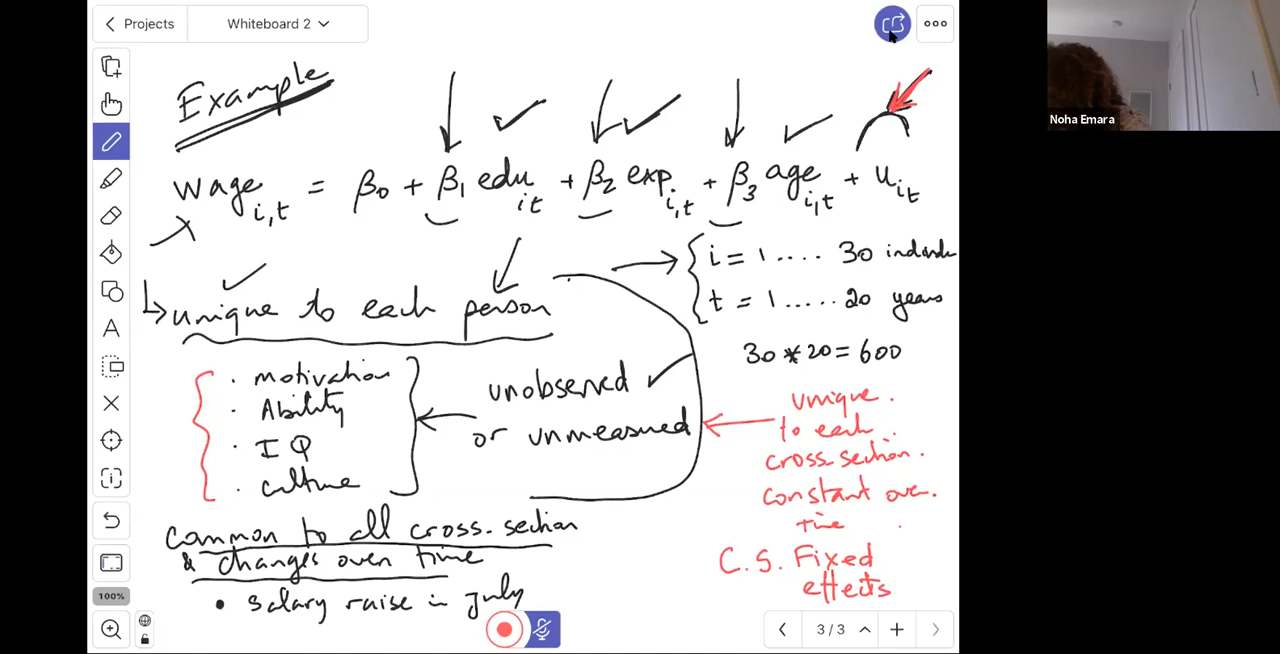 Projects
Whiteboard 2
Noha Emara
Example
wage i,t = β0 + β1 edu it + β2 exp. i,t + β3 age i,t + u it
i = 1 .... 30
t = 1 ..... 20 years
30 * 20 = 600
unique to each person
. motivation
. Ability
. IQ
. culture
unobserved
or unmeasured
unique.
to each.
cross section.
constant over.
time
C.S. Fixed
effects
common to all cross-section
& changes over time
• salary raise in July
100%
3/3